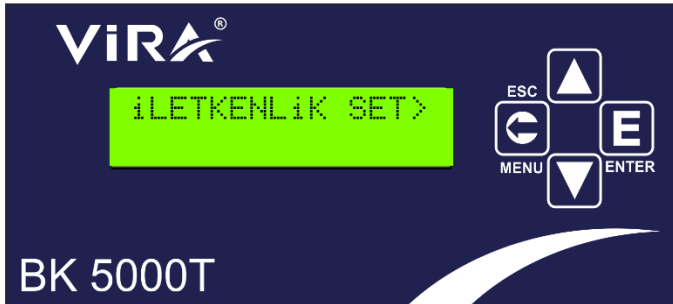 ViRA®
iLETKENLiK SET>
ESC
E
MENU
ENTER
BK 5000T